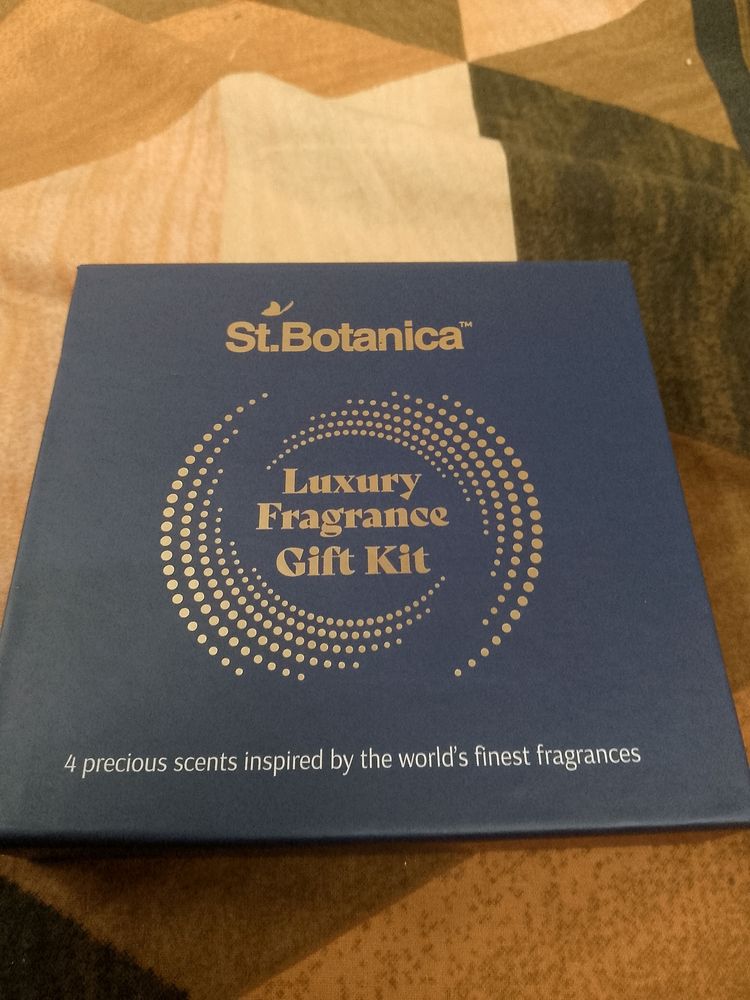 St.Botanica™
Luxury
Fragrance
Gift Kit
4 precious scents inspired by the world's finest fragrances